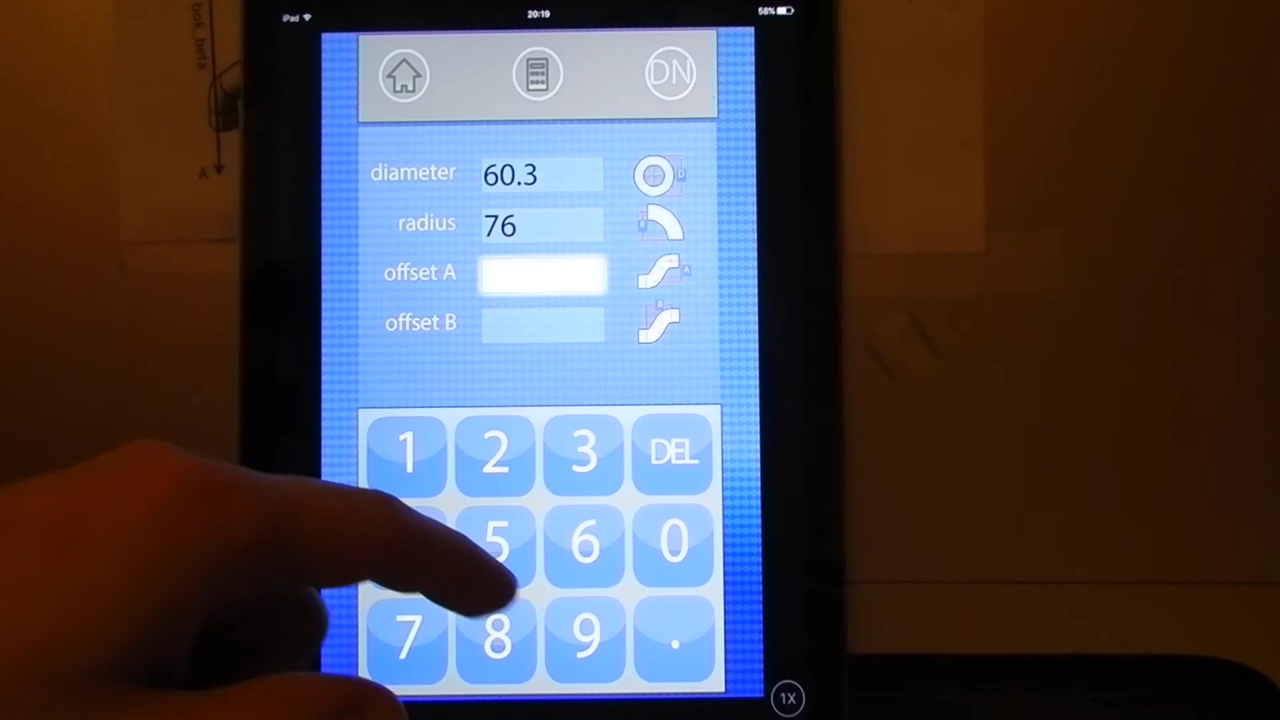 iPad 20:19 58%
DN
diameter 60.3
radius 76
offset A
offset B
1 2 3 DEL
5 6 0
7 8 9 .
1X
bok_beta
A